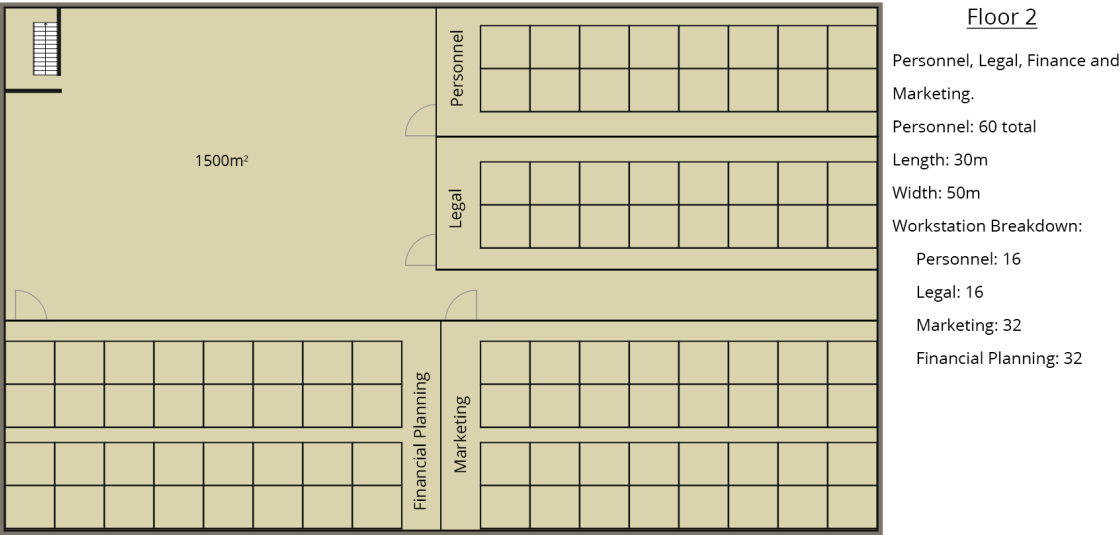 Floor 2
Personnel, Legal, Finance and
Marketing.
Personnel: 60 total
Length: 30m
Width: 50m
Workstation Breakdown:
Personnel: 16
Legal: 16
Marketing: 32
Financial Planning: 32
Personnel
1500m²
Legal
Financial Planning
Marketing